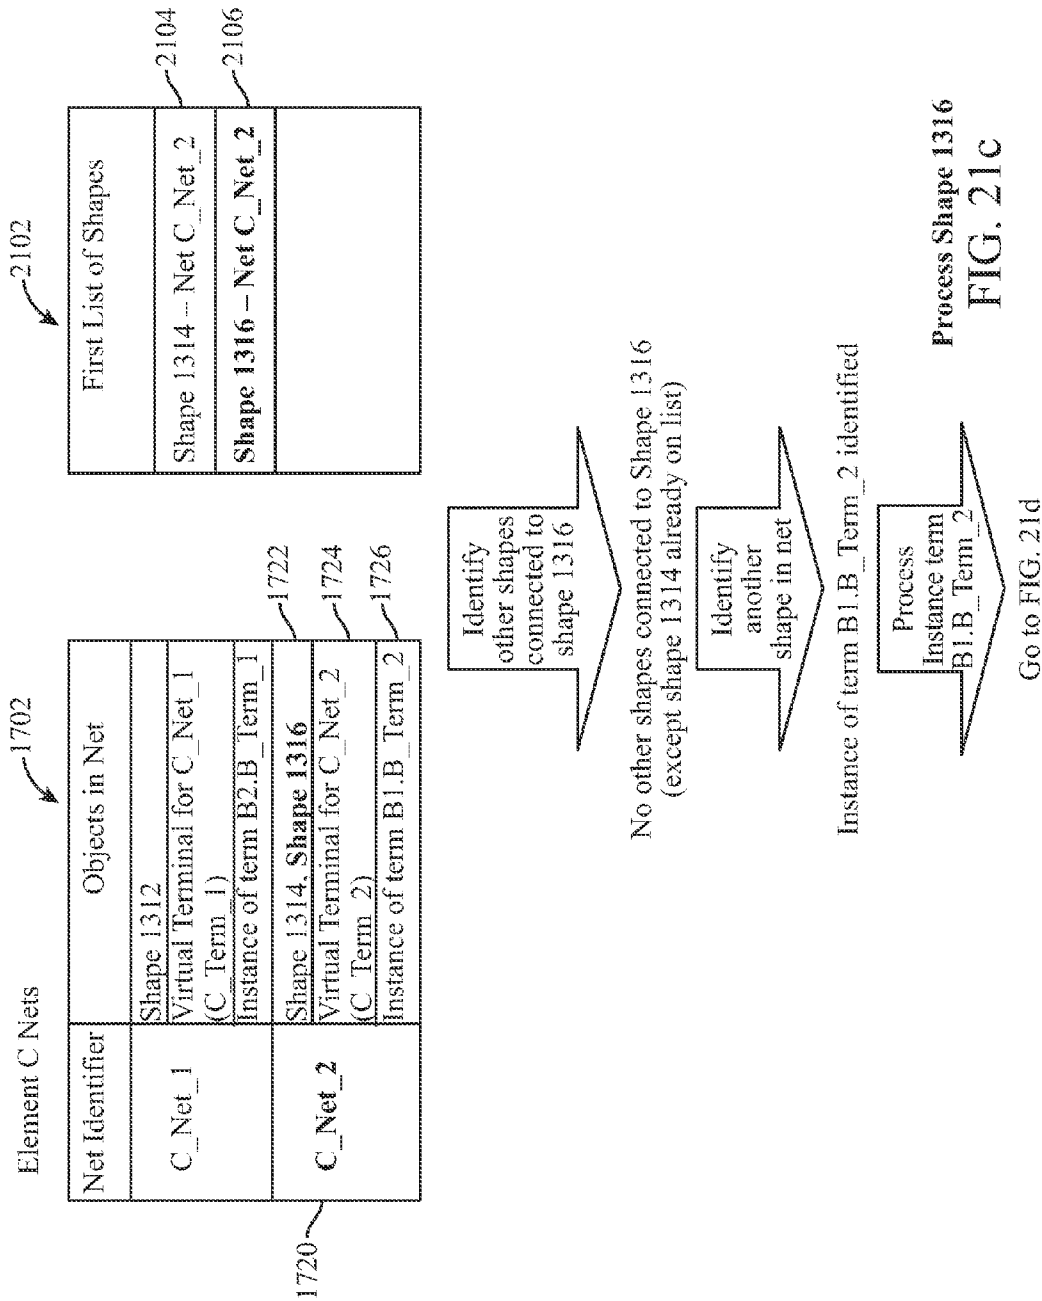 Element C Nets
1702
Net Identifier
Objects in Net
C_Net_1
Shape 1312
Virtual Terminal for C_Net_1
(C_Term_1)
Instance of term B2.B_Term_1
1720
C_Net_2
Shape 1314. Shape 1316
1722
Virtual Terminal for C_Net_2
(C_Term_2)
1724
Instance of term B1.B_Term_2
1726
2102
First List of Shapes
Shape 1314 – Net C_Net_2
2104
Shape 1316 – Net C_Net_2
2106
Identify
other shapes
connected to
shape 1316
No other shapes connected to Shape 1316
(except shape 1314 already on list)
Identify
another
shape in net
Instance of term B1.B_Term_2 identified
Process
Instance term
B1.B_Term_2
Go to FIG. 21d
Process Shape 1316
FIG. 21c